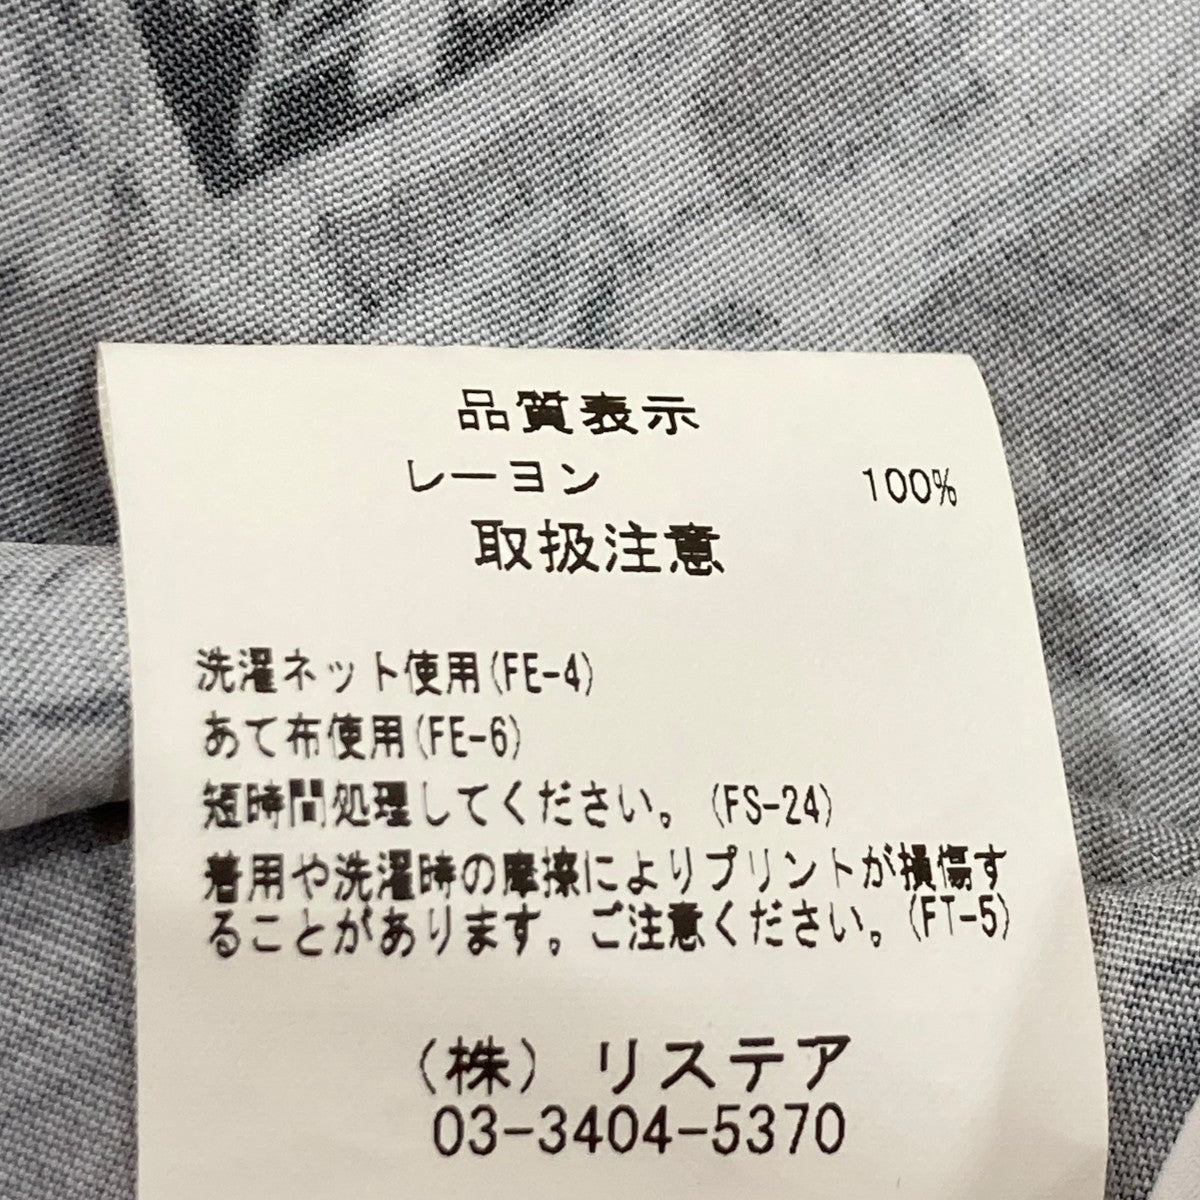 品質表示
レーヨン 100%
取扱注意
洗濯ネット使用(FE-4)
あて布使用(FE-6)
短時間処理してください。(FS-24)
着用や洗濯時の摩擦によりプリントが損傷す
ることがあります。ご注意ください。(FT-5)
(株) リステア
03-3404-5370